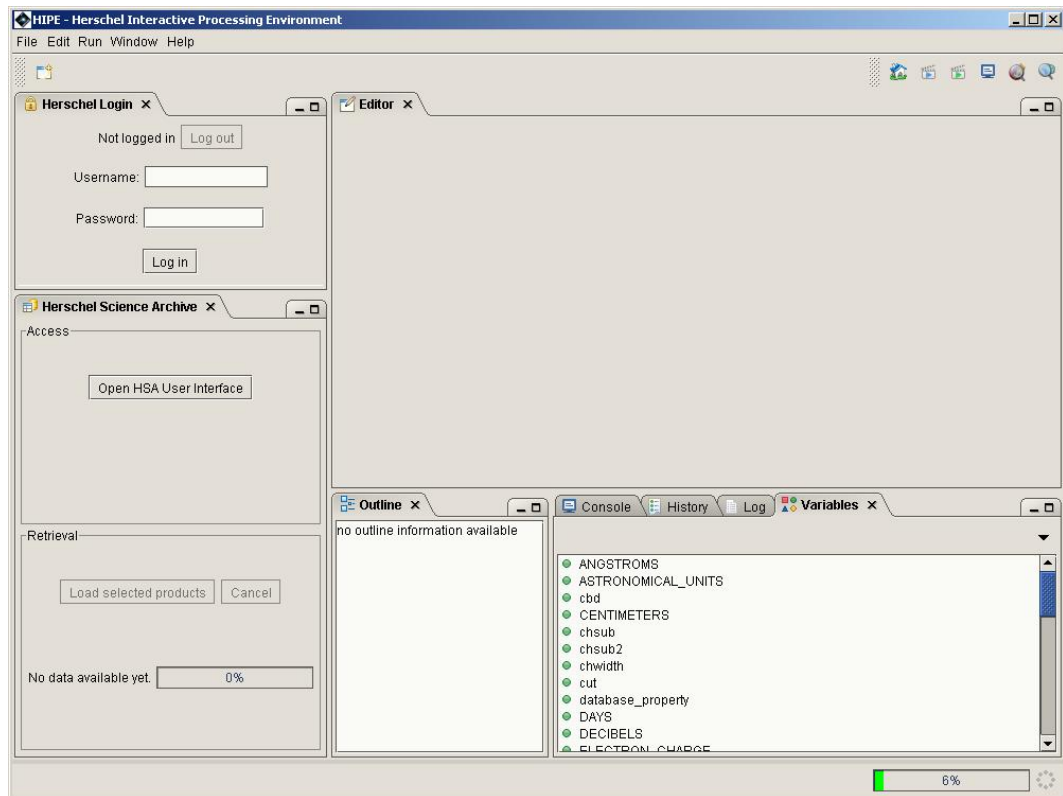 HIPE - Herschel Interactive Processing Environment
File Edit Run Window Help
Herschel Login
Not logged in Log out
Username:
Password:
Log in
Editor
Herschel Science Archive
Access
Open HSA User Interface
Retrieval
Load selected products Cancel
No data available yet. 0%
Outline
no outline information available
Console History Log Variables
ANGSTROMS
ASTRONOMICAL_UNITS
cbd
CENTIMETERS
chsub
chsub2
chwidth
cut
database_property
DAYS
DECIBELS
ELECTRON_CHARGE
6%